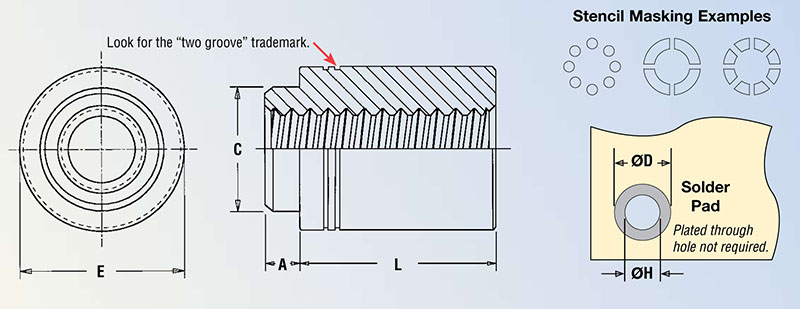 Stencil Masking Examples
Look for the “two groove” trademark.
C
E
A
L
ØD
Solder
Pad
Plated through
hole not required.
ØH